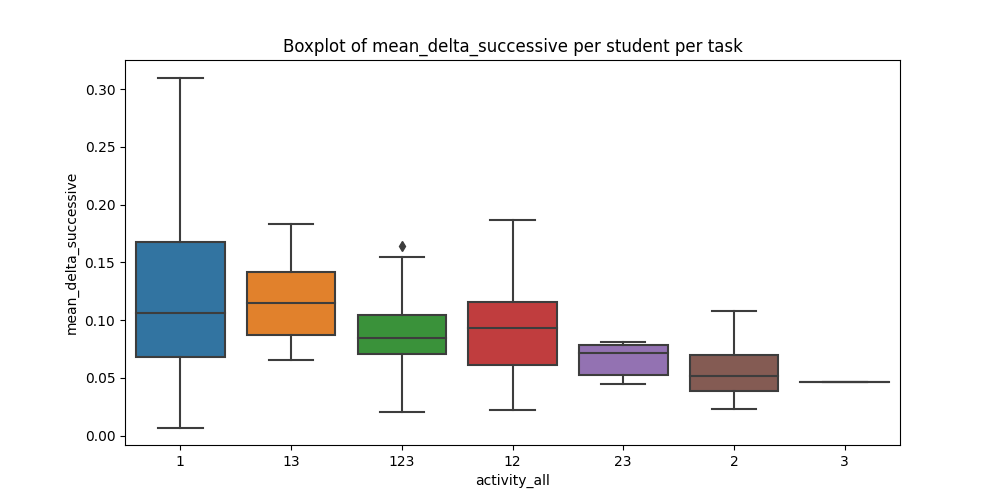 Boxplot of mean_delta_successive per student per task
mean_delta_successive
0.30
0.25
0.20
0.15
0.10
0.05
0.00
1 13 123 12 23 2 3
activity_all